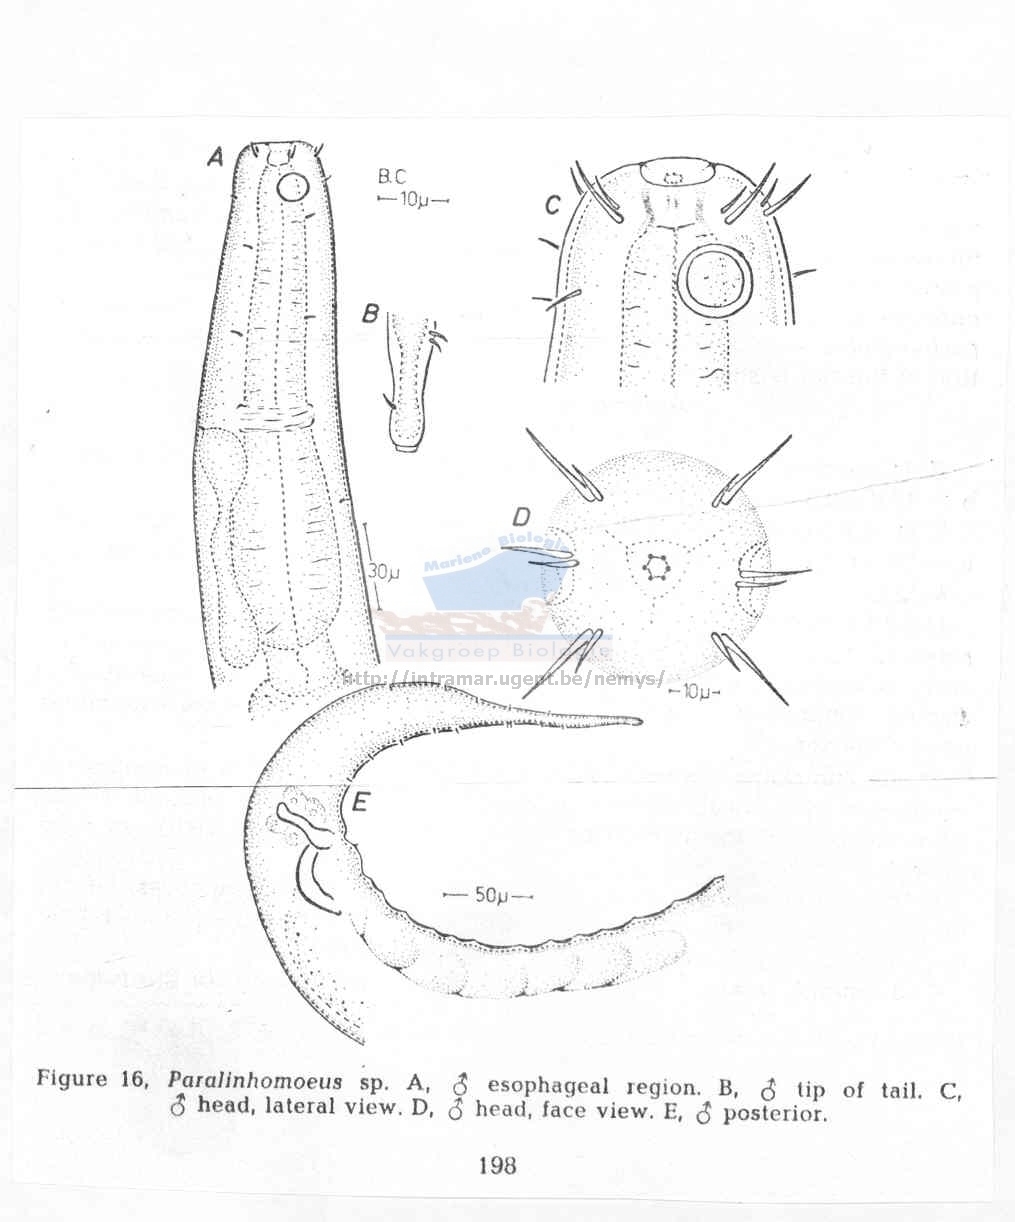 A
B.C
10µ
C
B
D
30µ
Mariene Biologie
Vakgroep Biologie
http://intramar.ugent.be/nemys/
10µ
E
50µ
Figure 16, Paralinhomoeus sp. A, ♂ esophageal region. B, ♂ tip of tail. C,
♂ head, lateral view. D, ♂ head, face view. E, ♂ posterior.
198